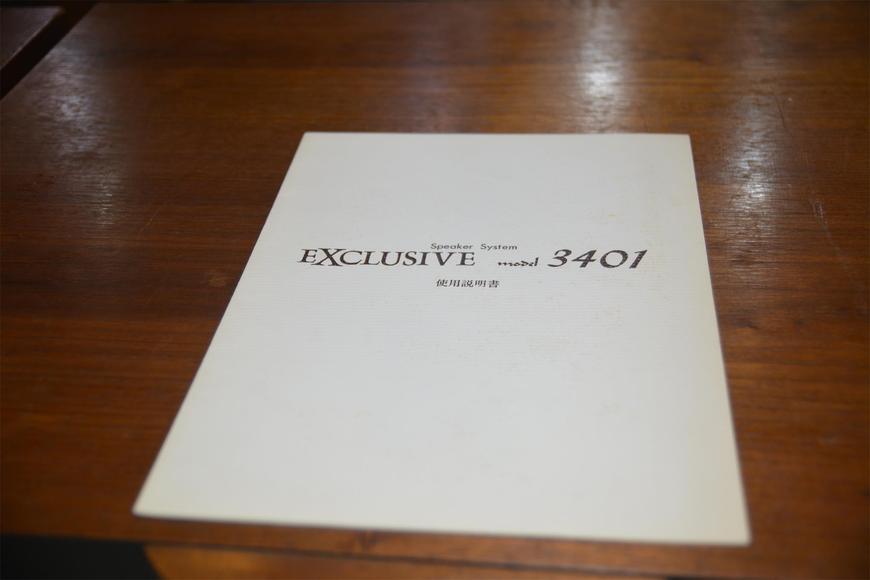 Speaker System
EXCLUSIVE model 3401
使用説明書